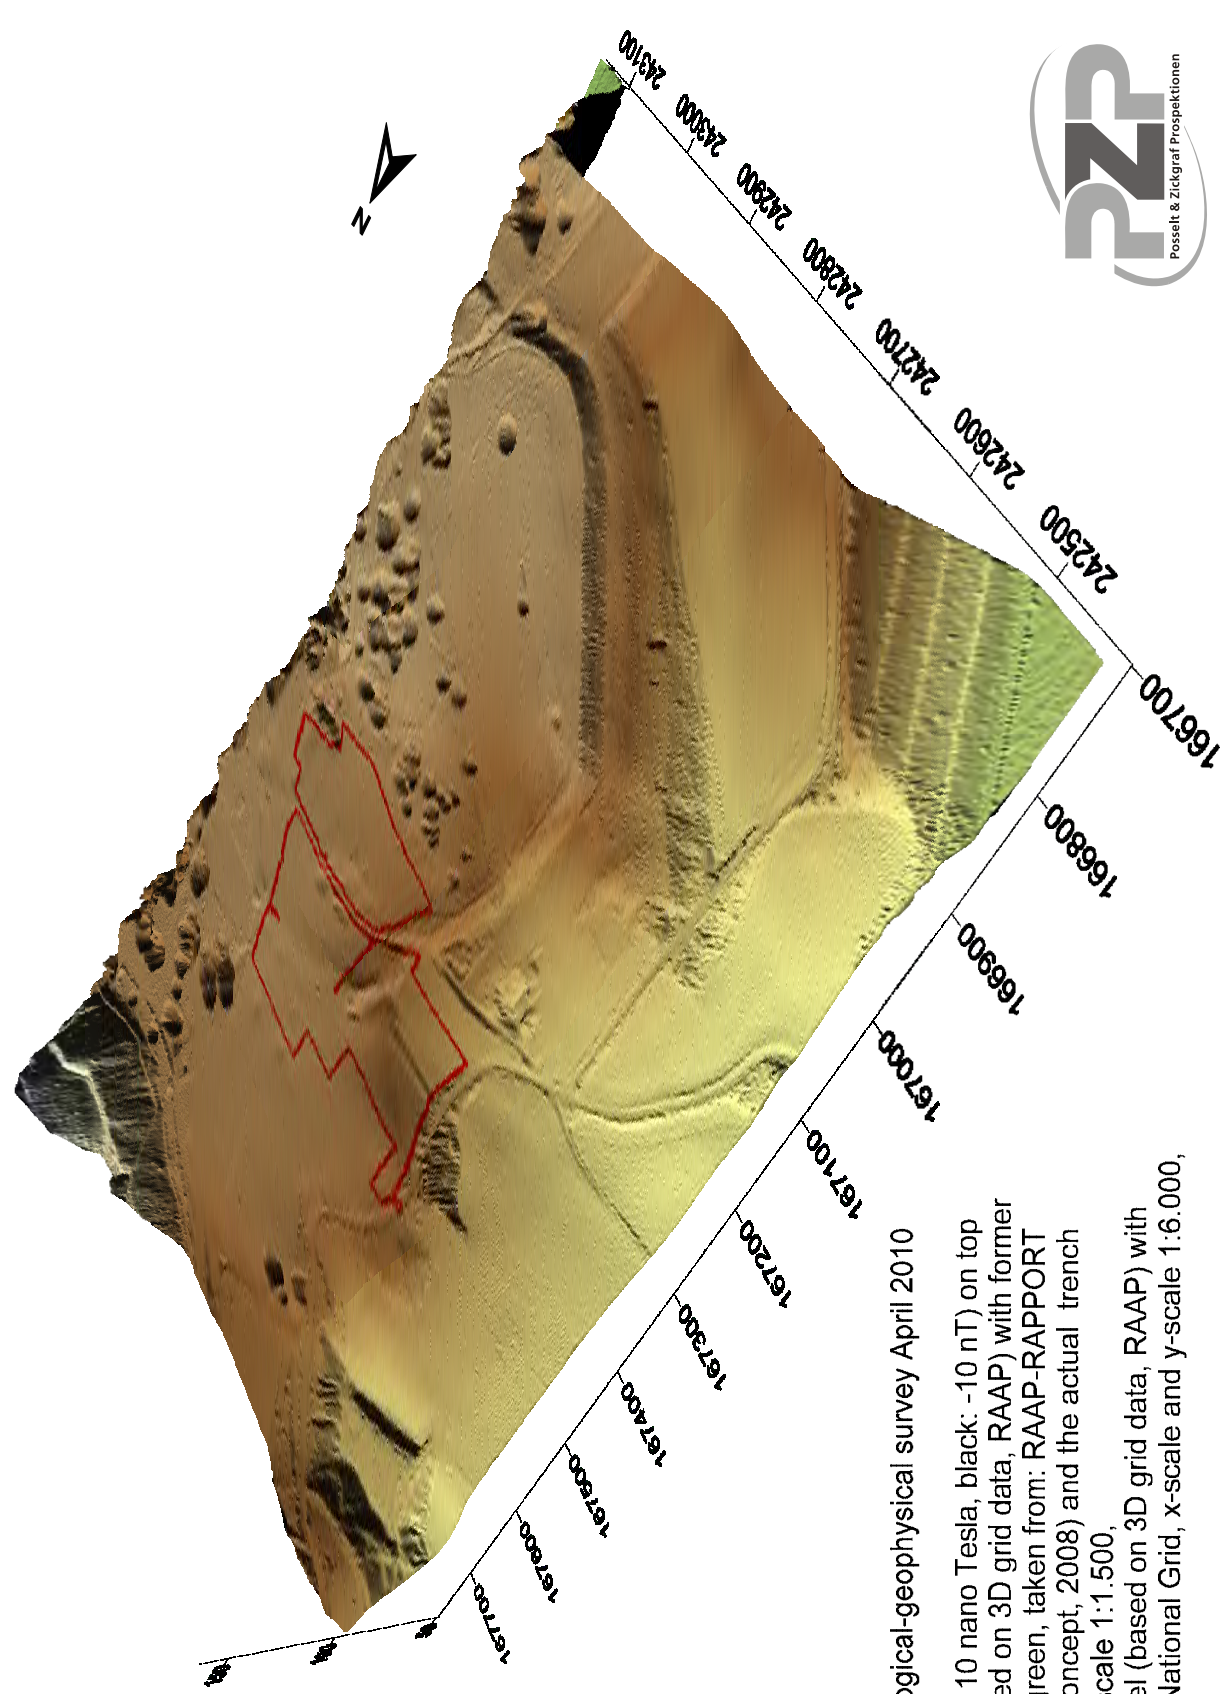 PZP
Posselt & Zickgraf Prospektionen
N
243100
243000
242900
242800
242700
242600
242500
166700
166800
166900
167000
167100
167200
167300
167400
167500
167600
167700
ogical-geophysical survey April 2010
10 nano Tesla, black: -10 nT) on top
ed on 3D grid data, RAAP) with former
reen, taken from: RAAP-RAPPORT
oncept, 2008) and the actual trench
cale 1:1.500,
el (based on 3D grid data, RAAP) with
National Grid, x-scale and y-scale 1:6.000,